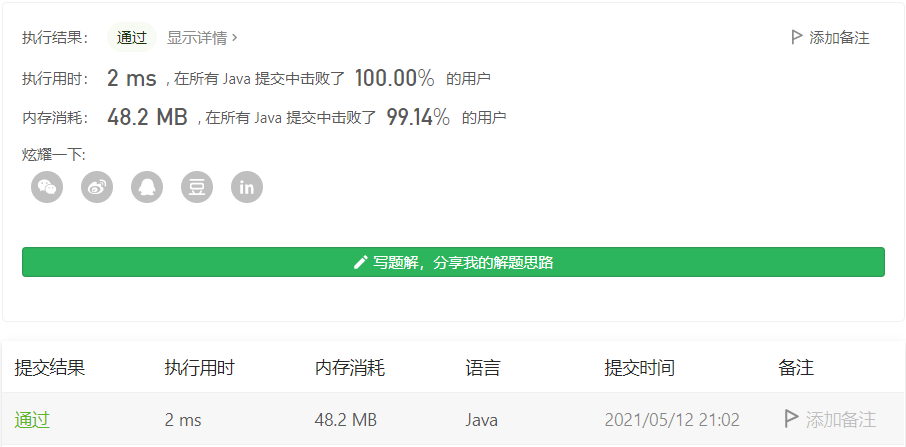 执行结果： 通过 显示详情 › 添加备注
执行用时： 2 ms , 在所有 Java 提交中击败了 100.00% 的用户
内存消耗： 48.2 MB , 在所有 Java 提交中击败了 99.14% 的用户
炫耀一下:
豆 in
写题解，分享我的解题思路
提交结果 执行用时 内存消耗 语言 提交时间 备注
通过 2 ms 48.2 MB Java 2021/05/12 21:02 添加备注